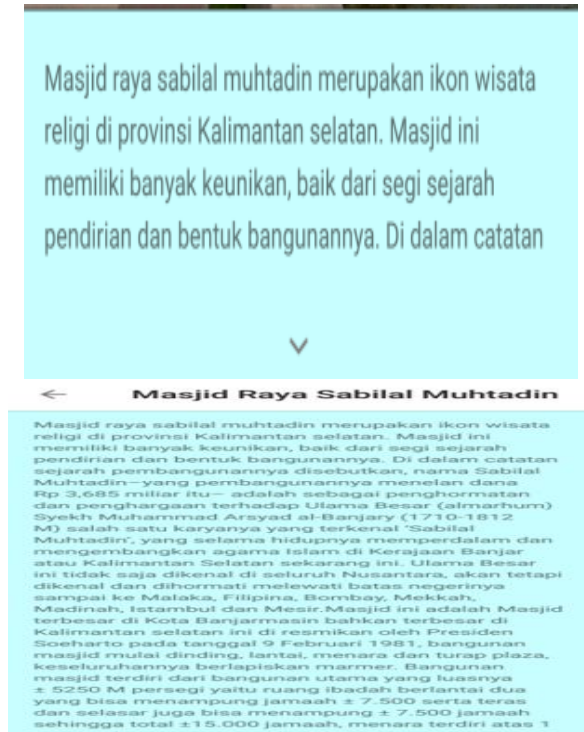 Masjid raya sabilal muhtadin merupakan ikon wisata
religi di provinsi Kalimantan selatan. Masjid ini
memiliki banyak keunikan, baik dari segi sejarah
pendirian dan bentuk bangunannya. Di dalam catatan
Masjid Raya Sabilal Muhtadin
Masjid raya sabilal muhtadin merupakan ikon wisata
religi di provinsi Kalimantan selatan. Masjid ini
memiliki banyak keunikan, baik dari segi sejarah
pendirian dan bentuk bangunannya. Di dalam catatan
sejarah pembangunannya disebutkan, nama Sabilal
Muhtadin—yang pembangunannya menelan dana
Rp 3,685 miliar itu— adalah sebagai penghormatan
dan penghargaan terhadap Ulama Besar (almarhum)
Syekh Muhammad Arsyad al-Banjary (1710-1812
M) salah satu karyanya yang terkenal 'Sabilal
Muhtadin', yang selama hidupnya memperdalam dan
mengembangkan agama Islam di Kerajaan Banjar
atau Kalimantan Selatan sekarang ini. Ulama Besar
ini tidak saja dikenal di seluruh Nusantara, akan tetapi
dikenal dan dihormati melewati batas negerinya
sampai ke Malaka, Filipina, Bombay, Mekkah,
Madinah, Istambul dan Mesir.Masjid ini adalah Masjid
terbesar di Kota Banjarmasin bahkan terbesar di
Kalimantan selatan ini di resmikan oleh Presiden
Soeharto pada tanggal 9 Februari 1981, bangunan
masjid mulai dinding, lantai, menara dan turap plaza,
keseluruhannya berlapiskan marmer. Bangunan
masjid terdiri dari bangunan utama yang luasnya
± 5250 M persegi yaitu ruang ibadah berlantai dua
yang bisa menampung jamaah ± 7.500 serta teras
dan selasar juga bisa menampung ± 7.500 jamaah
sehingga total ±15.000 jamaah, menara terdiri atas 1